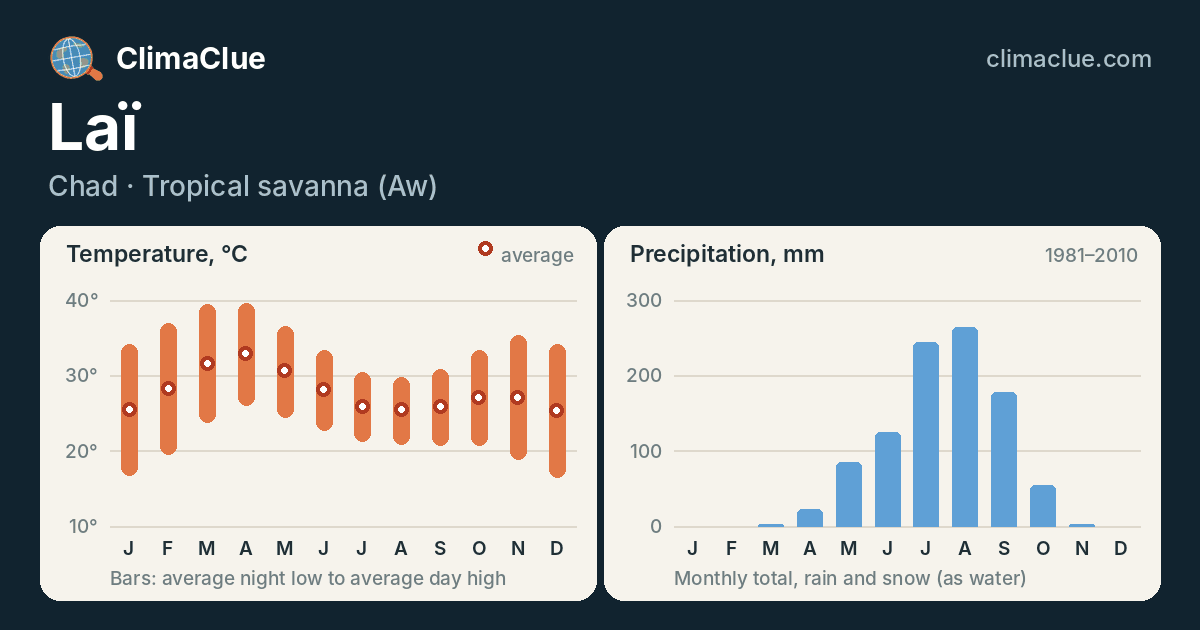 ClimaClue
climaclue.com
Laï
Chad · Tropical savanna (Aw)
Temperature, °C
average
40°
30°
20°
10°
J F M A M J J A S O N D
Bars: average night low to average day high
Precipitation, mm
1981–2010
300
200
100
0
J F M A M J J A S O N D
Monthly total, rain and snow (as water)